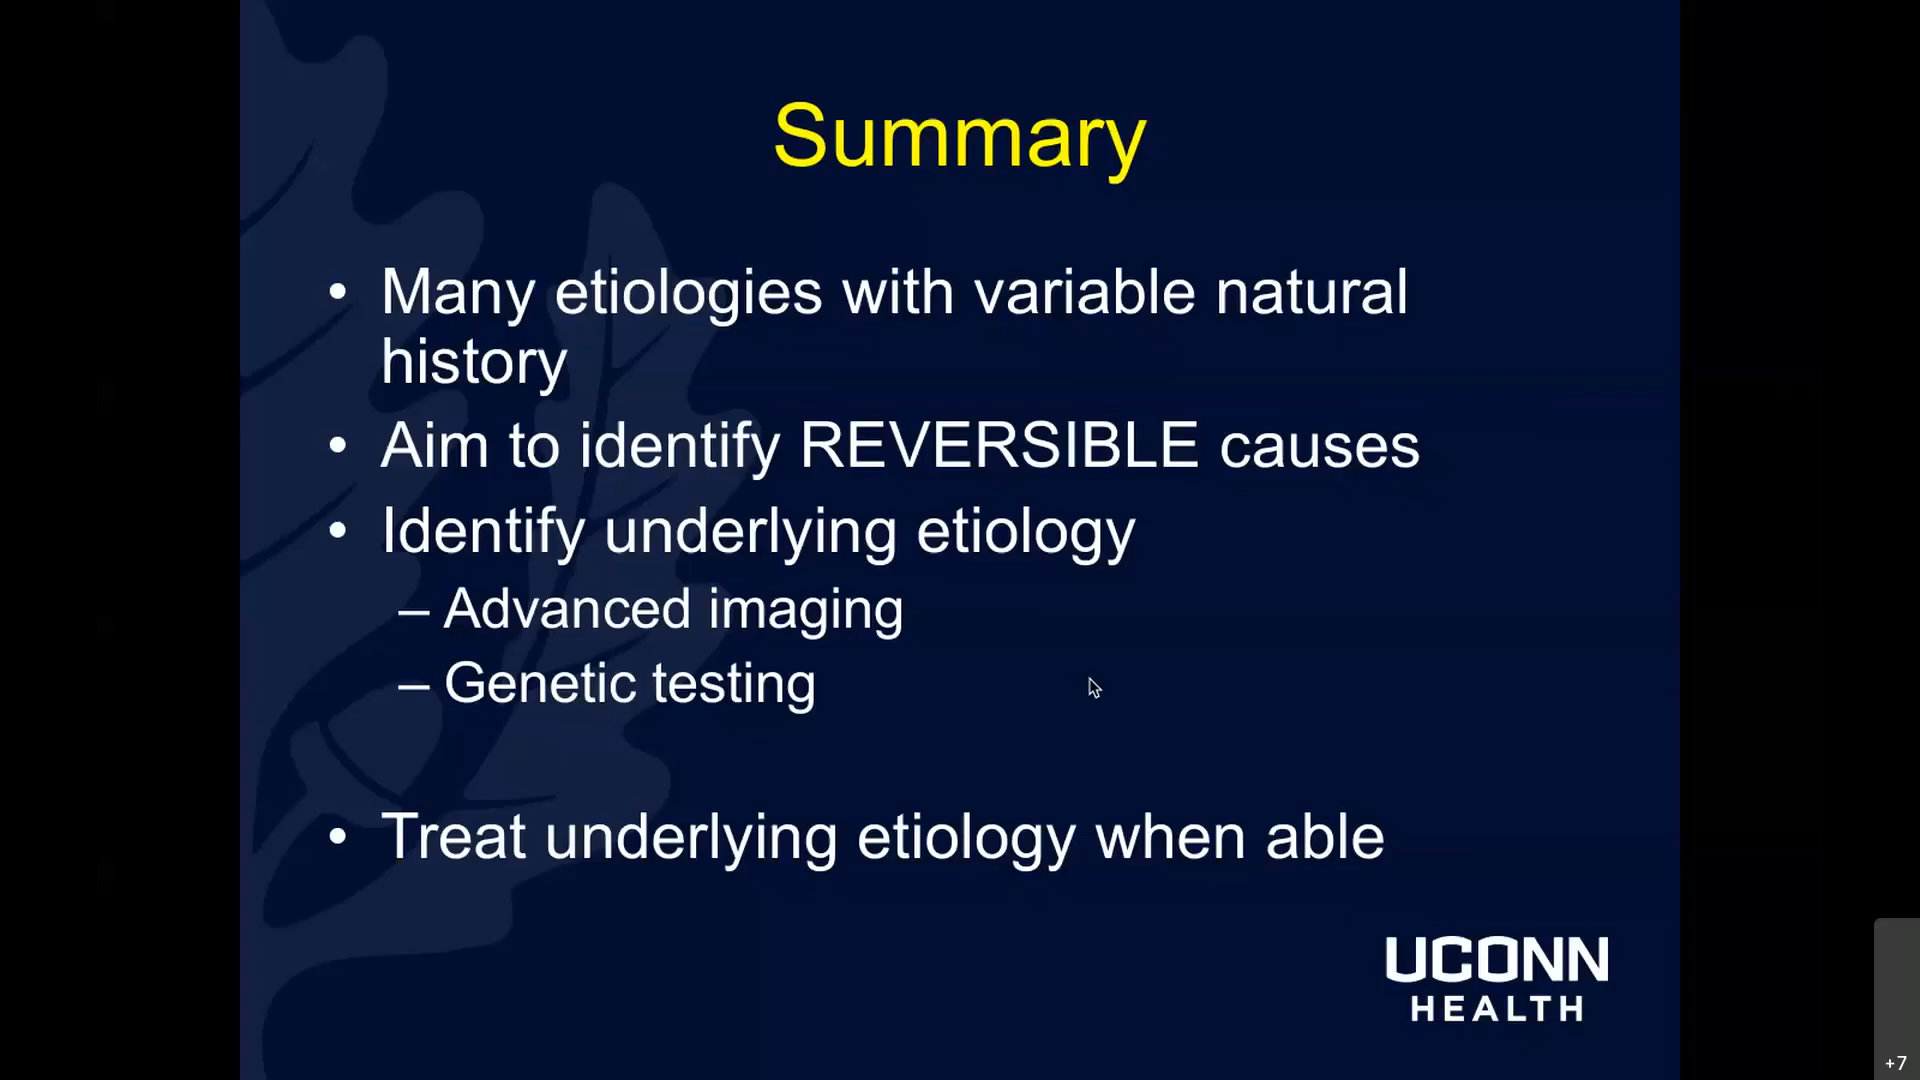 Summary
• Many etiologies with variable natural
history
• Aim to identify REVERSIBLE causes
• Identify underlying etiology
– Advanced imaging
– Genetic testing
• Treat underlying etiology when able
UCONN
HEALTH
+7